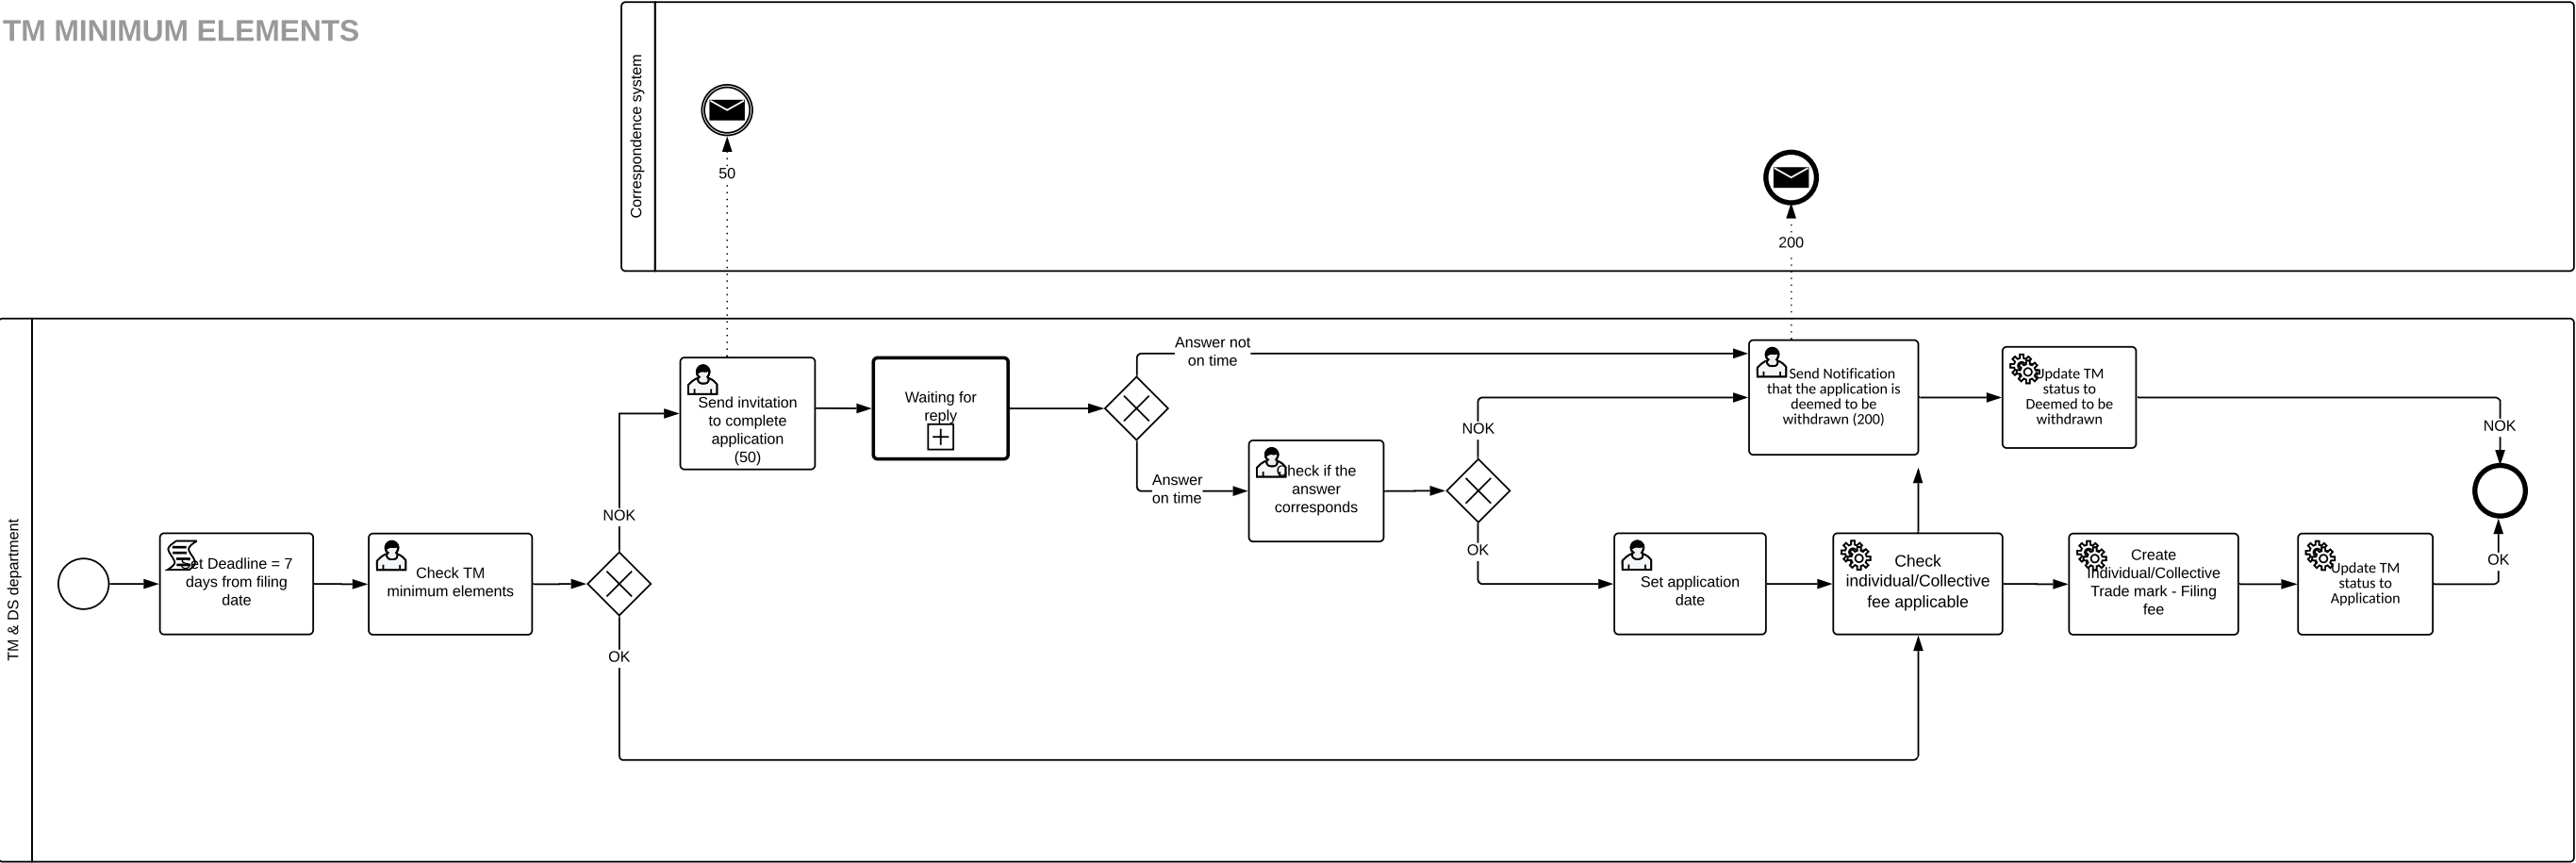 TM MINIMUM ELEMENTS
Correspondence system
50
200
TM & DS department
Set Deadline = 7
days from filing
date
Check TM
minimum elements
NOK
OK
Send invitation
to complete
application
(50)
Waiting for
reply
Answer not
on time
Answer
on time
Check if the
answer
corresponds
NOK
OK
Send Notification
that the application is
deemed to be
withdrawn (200)
Update TM
status to
Deemed to be
withdrawn
NOK
Set application
date
Check
individual/Collective
fee applicable
Create
Individual/Collective
Trade mark - Filing
fee
Update TM
status to
Application
OK